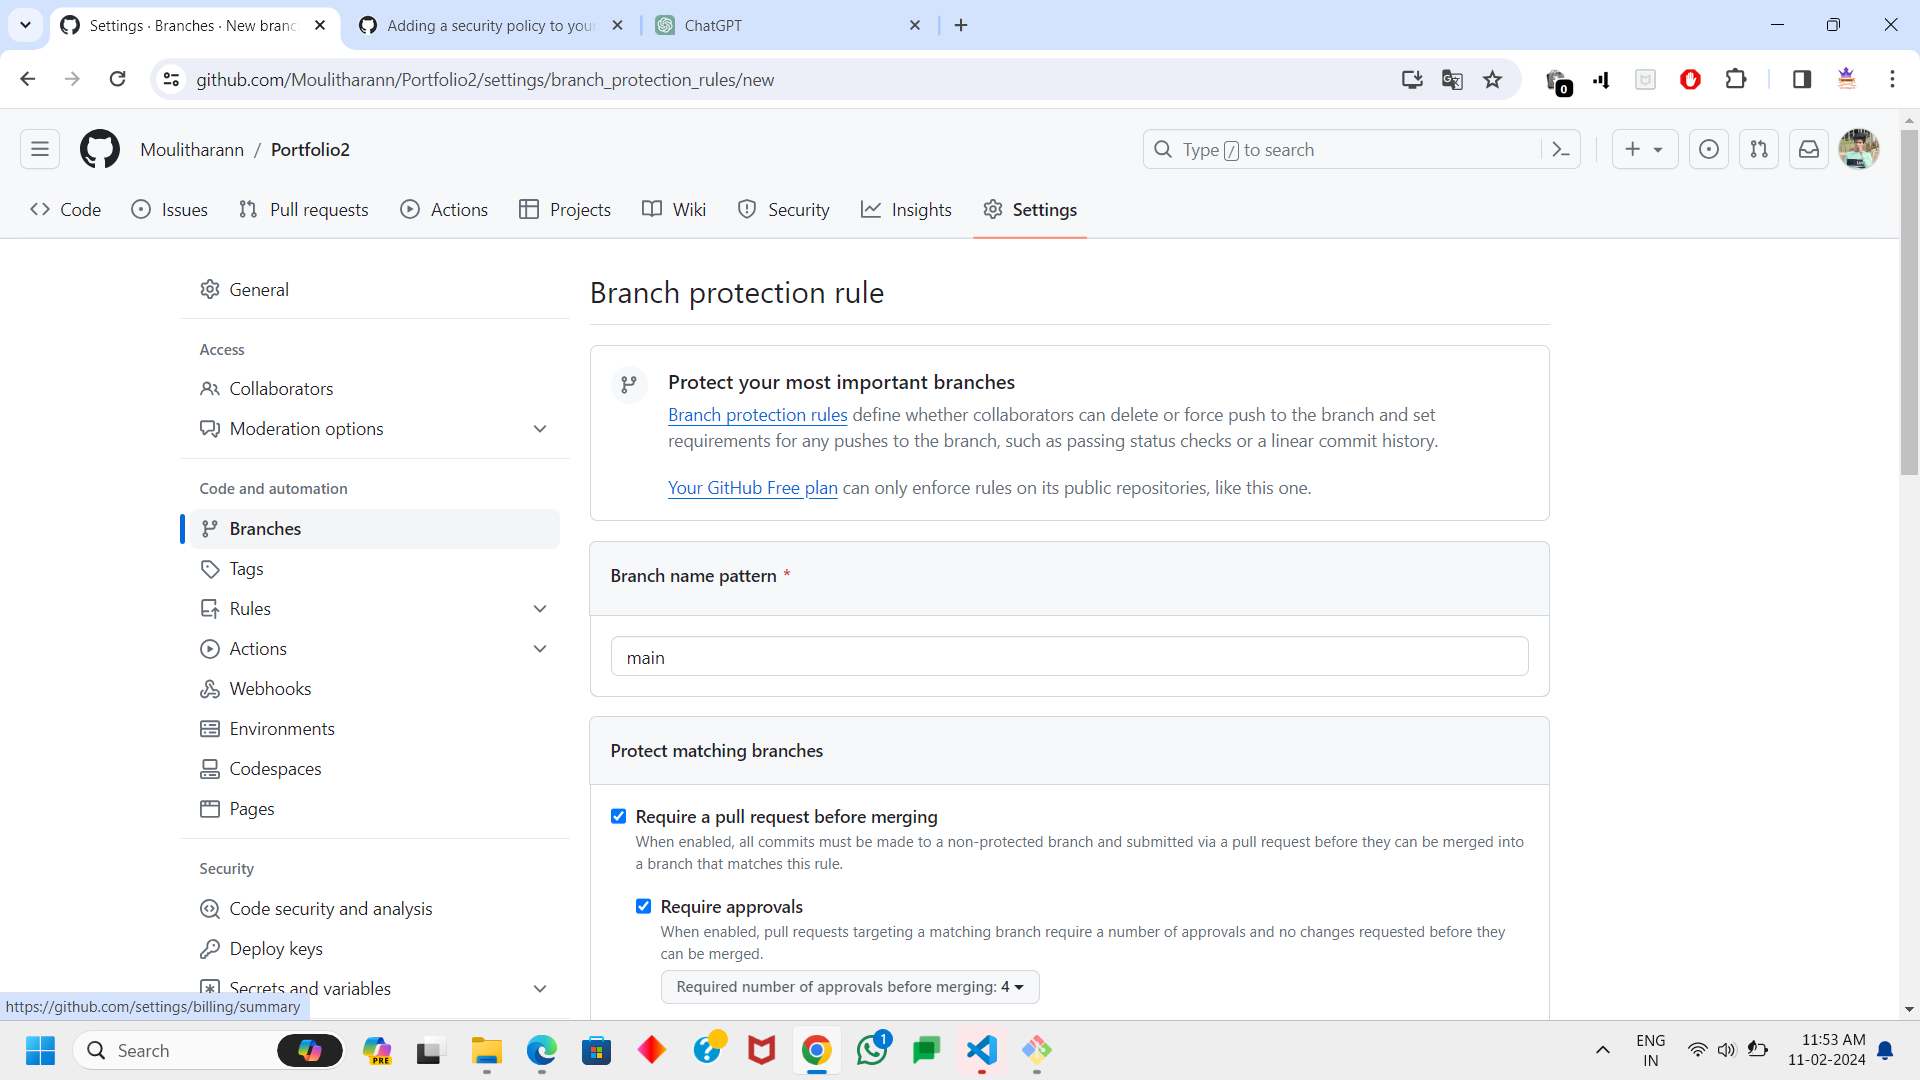 Settings · Branches · New branc
Adding a security policy to your
ChatGPT
github.com/Moulitharann/Portfolio2/settings/branch_protection_rules/new
0
Moulitharann / Portfolio2
Type / to search
Code
Issues
Pull requests
Actions
Projects
Wiki
Security
Insights
Settings
General
Access
Collaborators
Moderation options
Code and automation
Branches
Tags
Rules
Actions
Webhooks
Environments
Codespaces
Pages
Security
Code security and analysis
Deploy keys
Secrets and variables
https://github.com/settings/billing/summary
Branch protection rule
Protect your most important branches
Branch protection rules define whether collaborators can delete or force push to the branch and set
requirements for any pushes to the branch, such as passing status checks or a linear commit history.
Your GitHub Free plan can only enforce rules on its public repositories, like this one.
Branch name pattern *
main
Protect matching branches
Require a pull request before merging
When enabled, all commits must be made to a non-protected branch and submitted via a pull request before they can be merged into
a branch that matches this rule.
Require approvals
When enabled, pull requests targeting a matching branch require a number of approvals and no changes requested before they
can be merged.
Required number of approvals before merging: 4
Search
PRE
1
ENG
IN
11:53 AM
11-02-2024